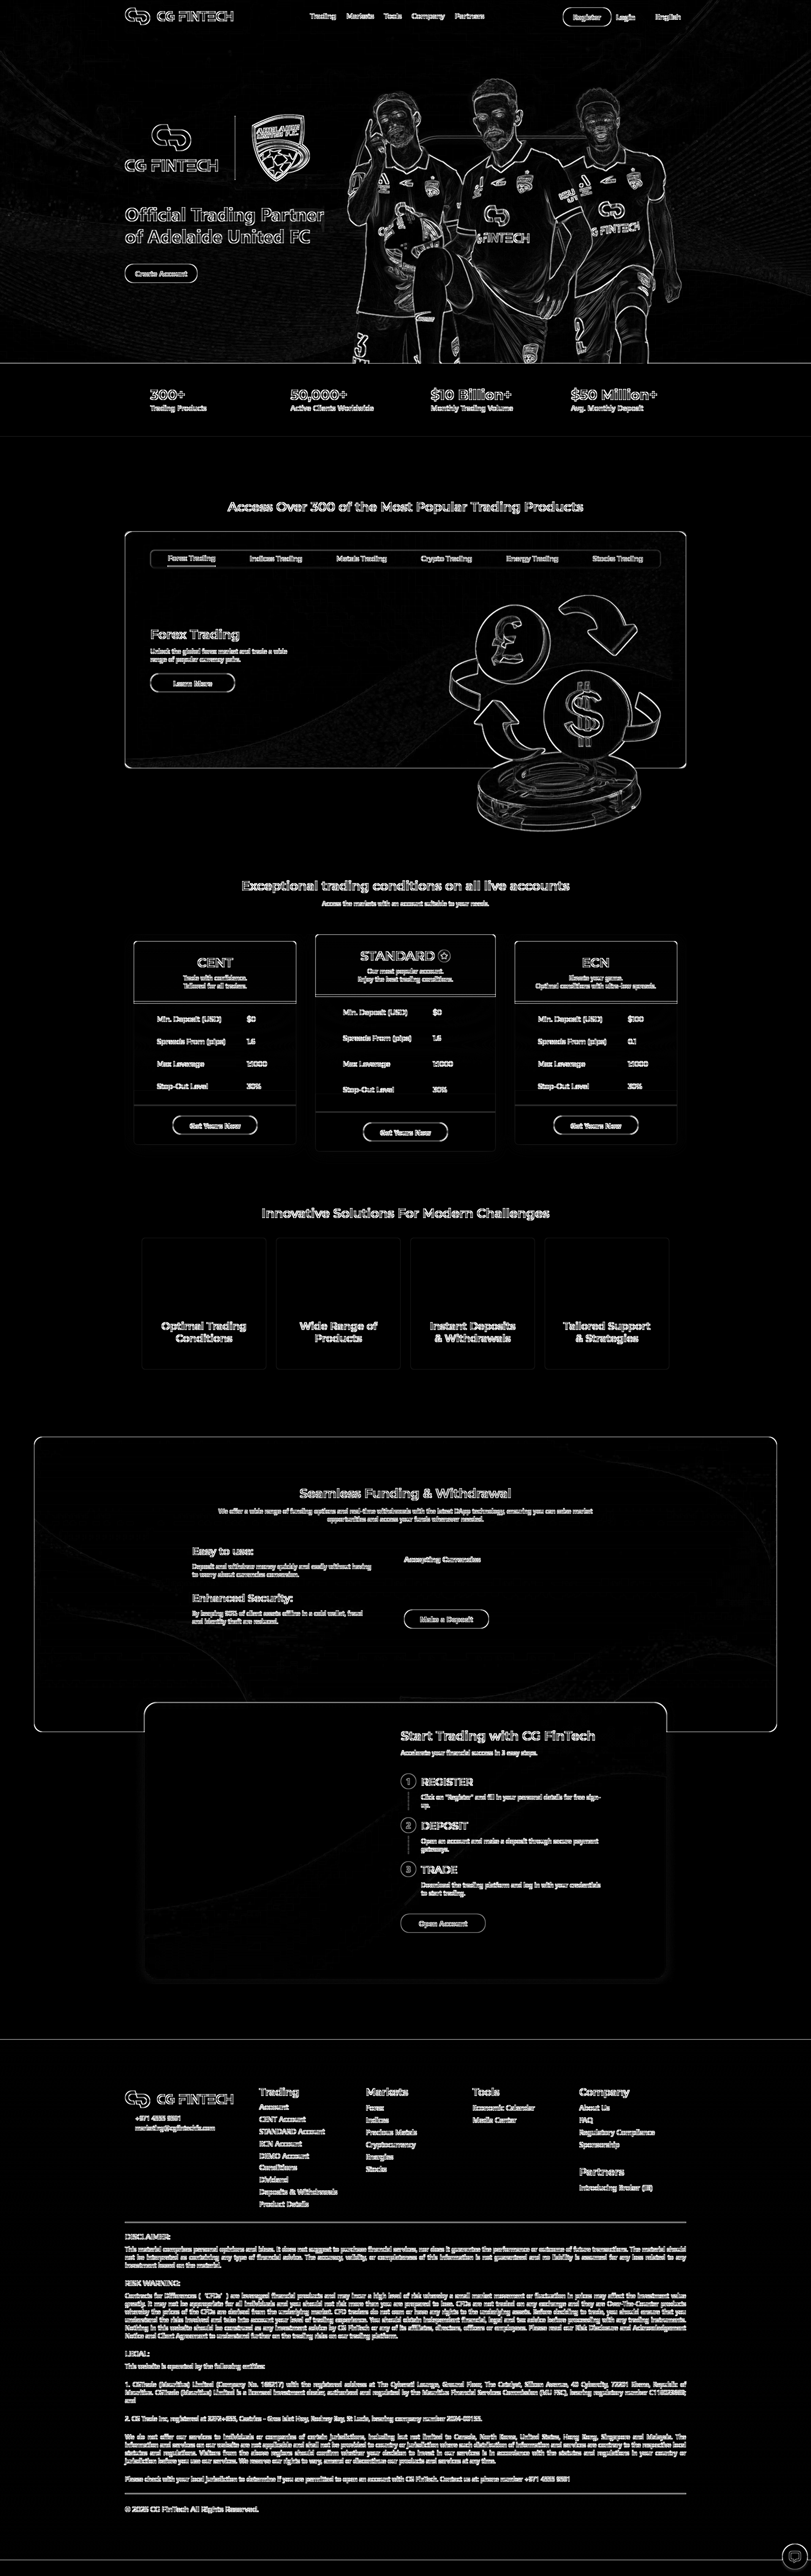 CG FINTECH
Trading Markets Tools Company Partners
Register Login English
CG FINTECH
ADELAIDE
Official Trading Partner
of Adelaide United FC
Create Account
300+
Trading Products
50,000+
Active Clients Worldwide
$10 Billion+
Monthly Trading Volume
$50 Million+
Avg. Monthly Deposit
Access Over 300 of the Most Popular Trading Products
Forex Trading Indices Trading Metals Trading Crypto Trading Energy Trading Stocks Trading
Forex Trading
Unlock the global forex market and trade a wide
range of popular currency pairs.
Learn More
Exceptional trading conditions on all live accounts
Access the markets with an account suitable to your needs.
CENT
Trade with confidence.
Tailored for all traders.
Min. Deposit (USD) $0
Spreads From (pips) 1.6
Max Leverage 1:1000
Stop-Out Level 30%
Get Yours Now
STANDARD
Our most popular account.
Enjoy the best trading conditions.
Min. Deposit (USD) $0
Spreads From (pips) 1.6
Max Leverage 1:1000
Stop-Out Level 30%
Get Yours Now
ECN
Elevate your game.
Optimal conditions with ultra-low spreads.
Min. Deposit (USD) $100
Spreads From (pips) 0.1
Max Leverage 1:1000
Stop-Out Level 30%
Get Yours Now
Innovative Solutions For Modern Challenges
Optimal Trading
Conditions
Wide Range of
Products
Instant Deposits
& Withdrawals
Tailored Support
& Strategies
Seamless Funding & Withdrawal
We offer a wide range of funding options and real-time withdrawals with the latest DApp technology, ensuring you can seize market
opportunities and access your funds whenever needed.
Easy to use:
Deposit and withdraw money quickly and easily without having
to worry about currencies conversion.
Enhanced Security:
By keeping 90% of client assets offline in a cold wallet, fraud
and identity theft are reduced.
Accepting Currencies
Make a Deposit
Start Trading with CG FinTech
Accelerate your financial success in 3 easy steps.
1 REGISTER
Click on "Register" and fill in your personal details for free sign-
up.
2 DEPOSIT
Open an account and make a deposit through secure payment
gateways.
3 TRADE
Download the trading platform and log in with your credentials
to start trading.
Open Account
CG FINTECH
+971 4555 9591
marketing@cgfintechfx.com
Trading
Account
CENT Account
STANDARD Account
ECN Account
DEMO Account
Conditions
Dividend
Deposits & Withdrawals
Product Details
Markets
Forex
Indices
Precious Metals
Cryptocurrency
Energies
Stocks
Tools
Economic Calendar
Media Center
Company
About Us
FAQ
Regulatory Compliance
Sponsorship
Partners
Introducing Broker (IB)
DISCLAIMER:
This material comprises personal opinions and ideas. It does not suggest to purchase financial services, nor does it guarantee the performance or outcome of future transactions. The material should
not be interpreted as containing any type of financial advice. The accuracy, validity, or completeness of this information is not guaranteed and no liability is assumed for any loss related to any
investment based on the material.
RISK WARNING:
Contracts for Differences ( 'CFDs' ) are leveraged financial products and may incur a high level of risk whereby a small market movement or fluctuation in prices may affect the investment value
greatly. It may not be appropriate for all individuals and you should not risk more than you are prepared to lose. CFDs are not traded on any exchange and they are Over-The-Counter products
whereby the prices of the CFDs are derived from the underlying market. CFD traders do not own or have any rights to the underlying assets. Before deciding to trade, you should ensure that you
understand the risks involved and take into account your level of trading experience. You should obtain independent financial, legal and tax advice before proceeding with any trading instruments.
Nothing in this website should be construed as any investment advice by CG FinTech or any of its affiliates, directors, officers or employees. Please read our Risk Disclosure and Acknowledgement
Notice and Client Agreement to understand further on the trading risks on our trading platform.
LEGAL:
This website is operated by the following entities:
1. CGTrade (Mauritius) Limited (Company No. 165217) with the registered address at The Cyberati Lounge, Ground Floor, The Catalyst, Silicon Avenue, 40 Cybercity, 72201 Ebene, Republic of
Mauritius. CGTrade (Mauritius) Limited is a licensed investment dealer, authorised and regulated by the Mauritius Financial Services Commission (MU FSC), bearing regulatory number
and
2. CG Trade Inc, registered at Castries - Gros Islet Hwy, Rodney Bay, St Lucia, bearing company number 2024-00155.
We do not offer our services to individuals or companies of certain jurisdictions, including but not limited to Canada, North Korea, United States, Hong Kong, Singapore and Malaysia. The
information and services on our website are not applicable and shall not be provided to country or jurisdiction where such distribution of information and services are contrary to the respective local
statutes and regulations. Visitors from the above regions should confirm whether your decision to invest in our services is in accordance with the statutes and regulations in your country or
jurisdiction before you use our services. We reserve our rights to vary, amend or discontinue our products and services at any time.
Please check with your local jurisdiction to determine if you are permitted to open an account with CG FinTech. Contact us at: phone number +971 4555 9591
© 2025 CG FinTech All Rights Reserved.